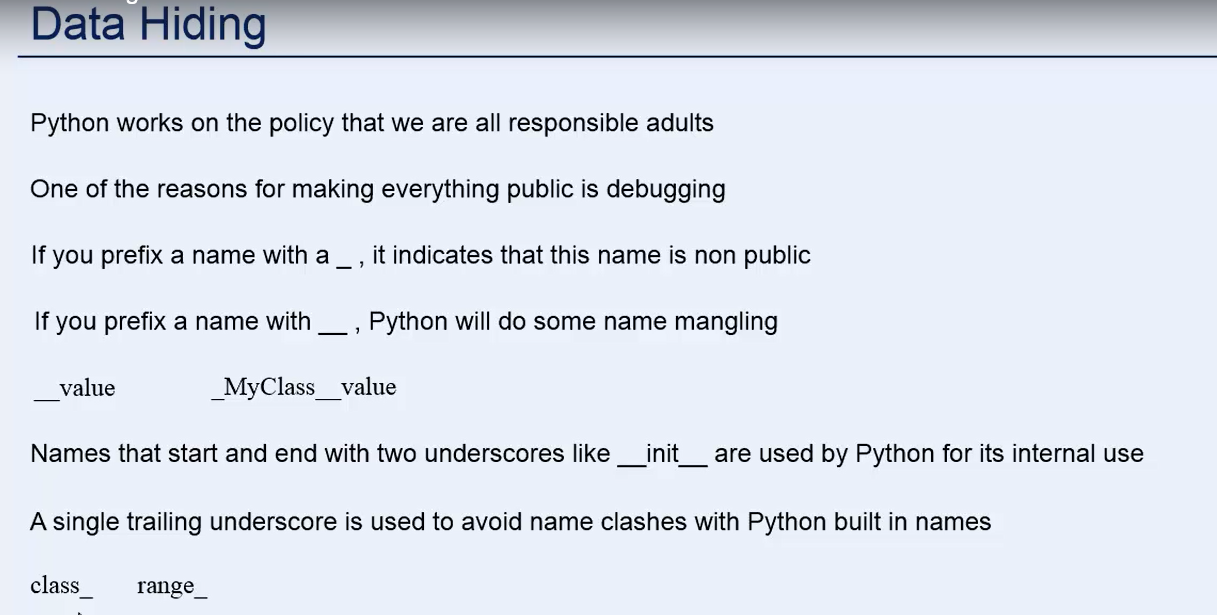 Data Hiding
Python works on the policy that we are all responsible adults
One of the reasons for making everything public is debugging
If you prefix a name with a _ , it indicates that this name is non public
If you prefix a name with __ , Python will do some name mangling
__value _MyClass__value
Names that start and end with two underscores like __init__ are used by Python for its internal use
A single trailing underscore is used to avoid name clashes with Python built in names
class_ range_